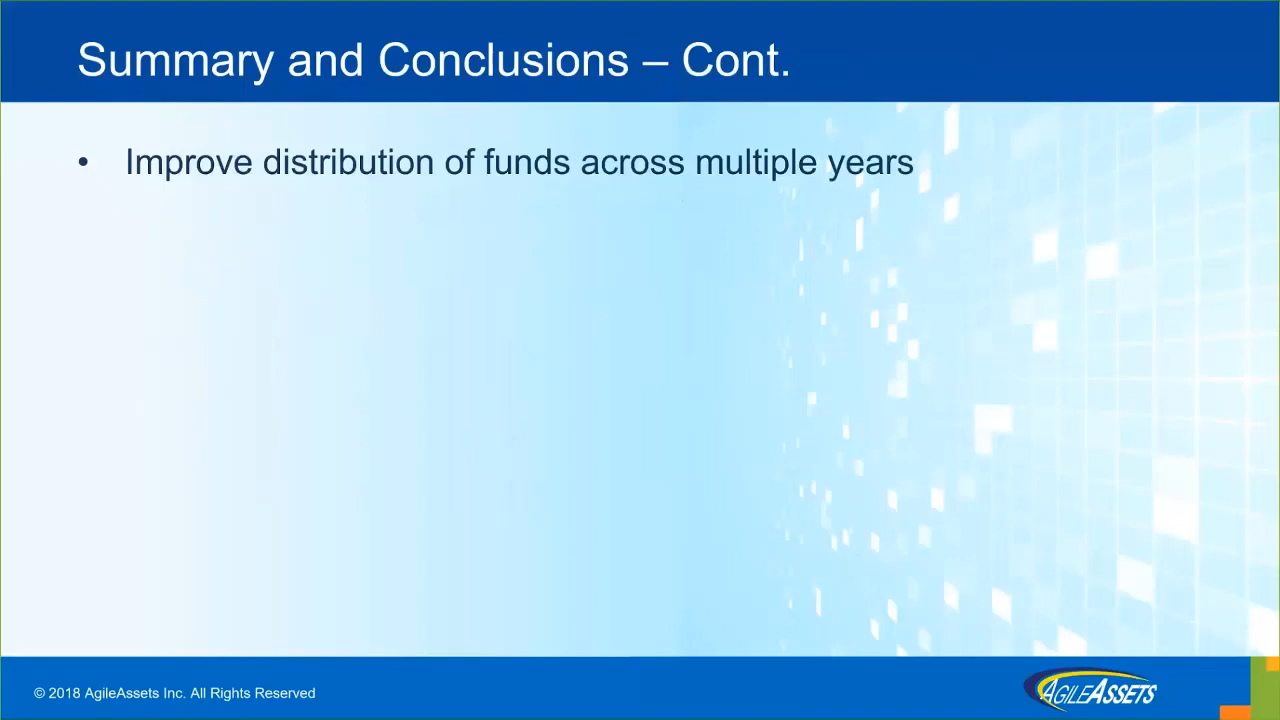 Summary and Conclusions – Cont.
• Improve distribution of funds across multiple years
© 2018 AgileAssets Inc. All Rights Reserved
AGILEASSETS